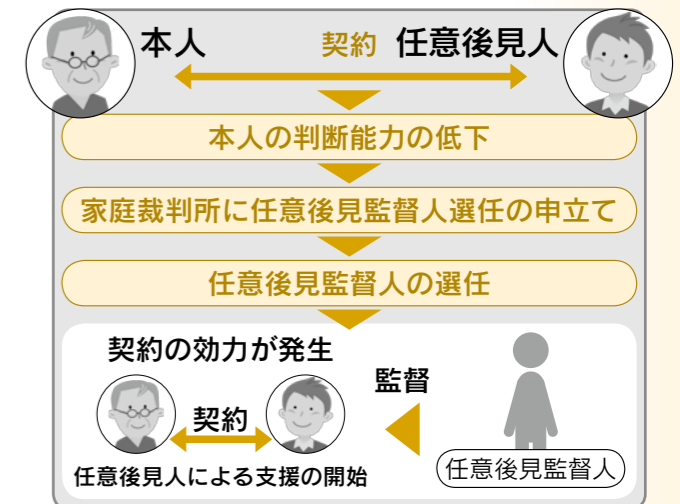 本人 契約 任意後見人
本人の判断能力の低下
家庭裁判所に任意後見監督人選任の申立て
任意後見監督人の選任
契約の効力が発生
監督
契約
任意後見人による支援の開始
任意後見監督人